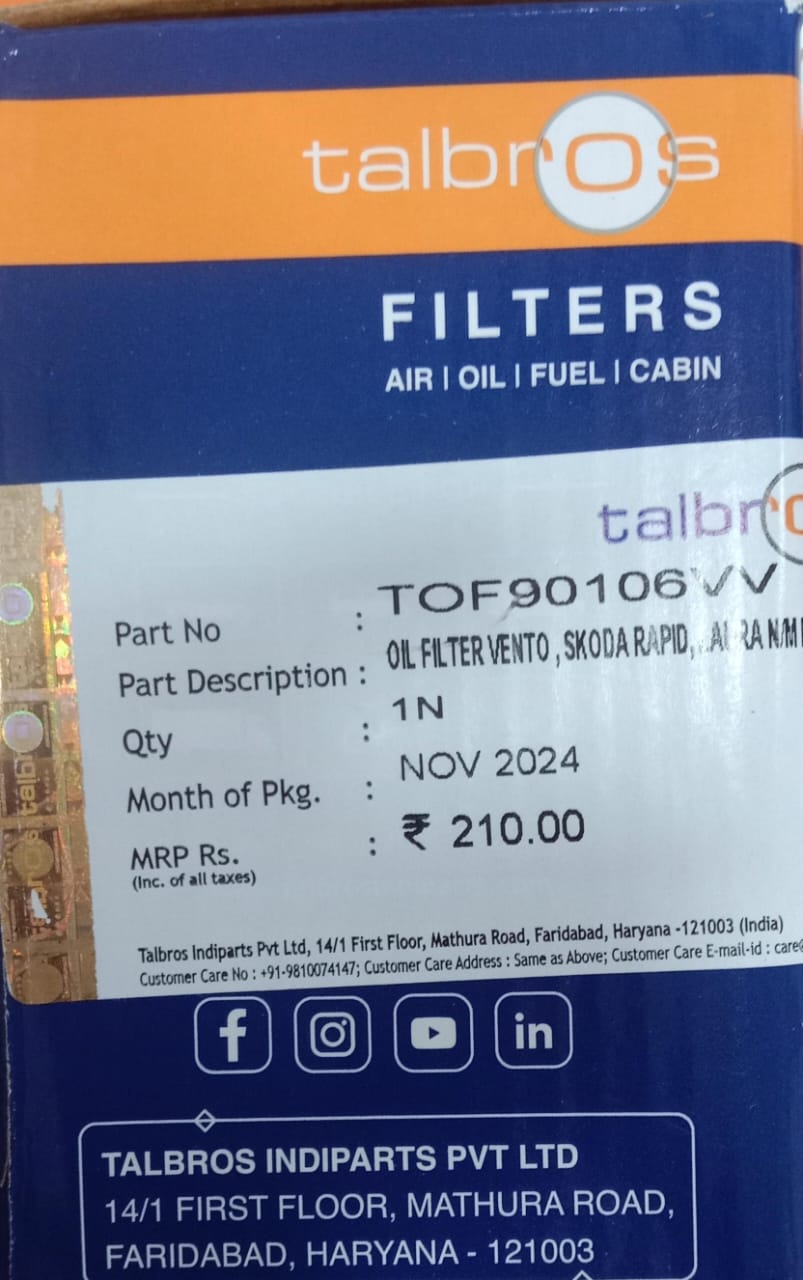 talbros
FILTERS
AIR | OIL | FUEL | CABIN
talbro
Part No : TOF90106VV
Part Description : OIL FILTER VENTO , SKODA RAPID, N/M
Qty : 1N
Month of Pkg. : NOV 2024
MRP Rs. : ₹ 210.00
(Inc. of all taxes)
Talbros Indiparts Pvt Ltd, 14/1 First Floor, Mathura Road, Faridabad, Haryana -121003 (India)
Customer Care No : +91-9810074147; Customer Care Address : Same as Above; Customer Care E-mail-id : care@
f in
TALBROS INDIPARTS PVT LTD
14/1 FIRST FLOOR, MATHURA ROAD,
FARIDABAD, HARYANA - 121003